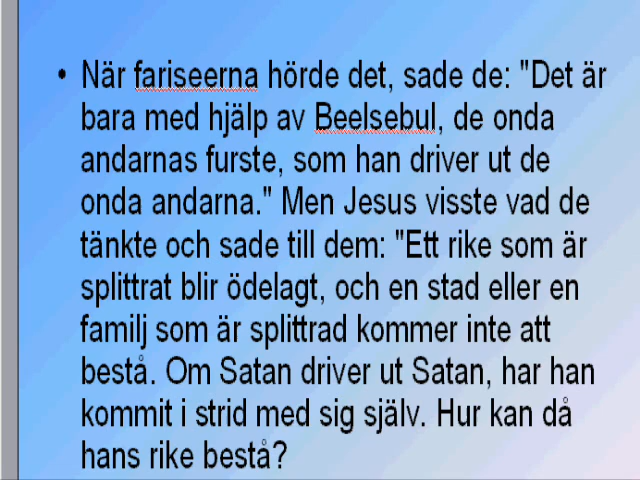 • När fariseerna hörde det, sade de: "Det är
bara med hjälp av Beelsebul, de onda
andarnas furste, som han driver ut de
onda andarna." Men Jesus visste vad de
tänkte och sade till dem: "Ett rike som är
splittrat blir ödelagt, och en stad eller en
familj som är splittrad kommer inte att
bestå. Om Satan driver ut Satan, har han
kommit i strid med sig själv. Hur kan då
hans rike bestå?